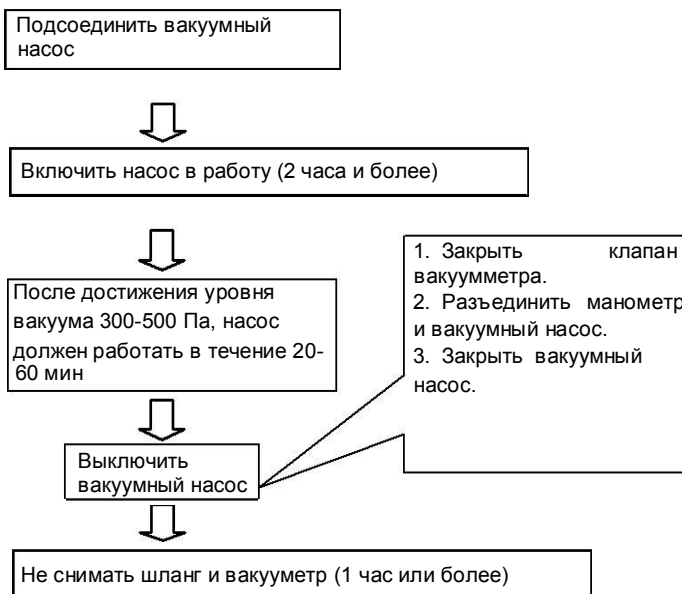 Подсоединить вакуумный
насос
Включить насос в работу (2 часа и более)
После достижения уровня
вакуума 300-500 Па, насос
должен работать в течение 20-
60 мин
1. Закрыть клапан
вакуумметра.
2. Разъединить манометр
и вакуумный насос.
3. Закрыть вакуумный
насос.
Выключить
вакуумный насос
Не снимать шланг и вакууметр (1 час или более)